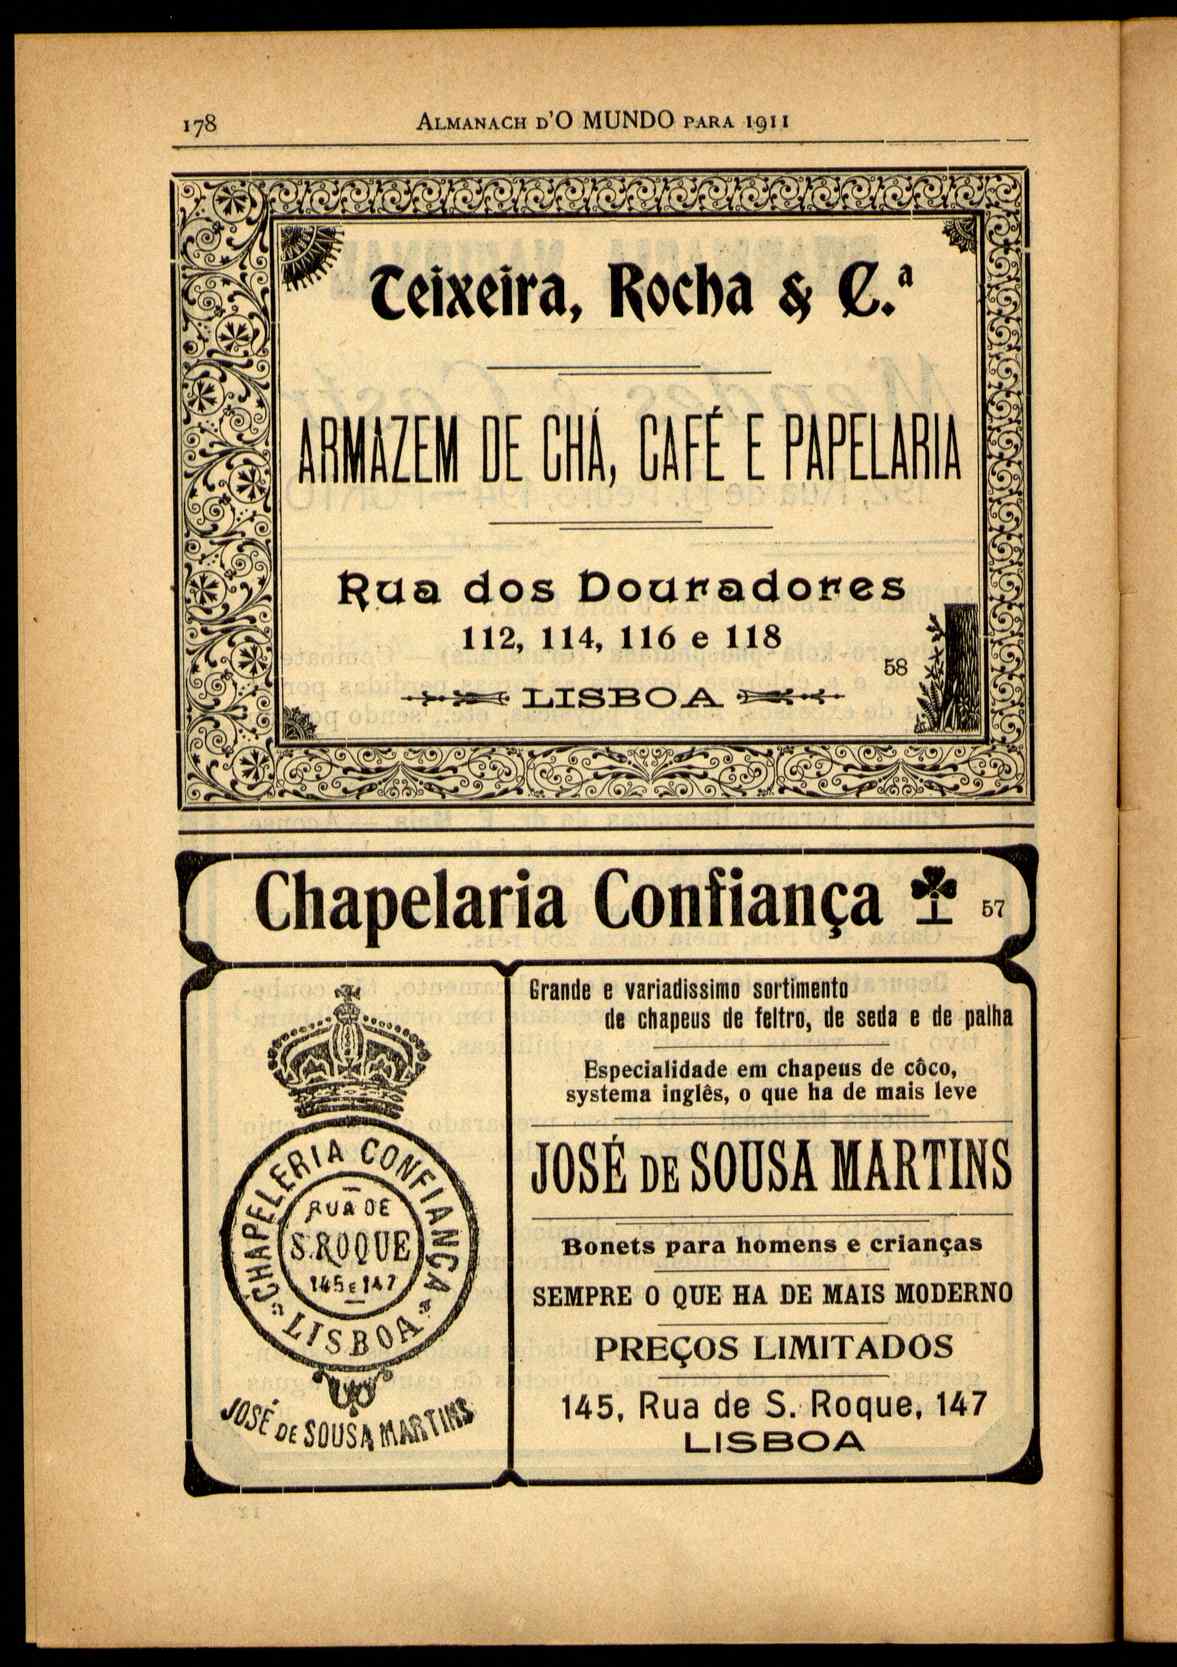 178
ALMANACH D'O MUNDO PARA 1911
Teixeira, Rocha & C.ª
ARMAZEM DE CHÁ, CAFÉ E PAPELARIA
Rua dos Douradores
112, 114, 116 e 118
58
LISBOA
Chapelaria Confiança
57
CHAPELERIA CONFIANÇA
RUA DE
S. ROQUE
145 E 147
LISBOA
JOSÉ DE SOUSA MARTINS
Grande e variadissimo sortimento
de chapeus de feltro, de seda e de palha
Especialidade em chapeus de côco,
systema inglês, o que ha de mais leve
JOSÉ DE SOUSA MARTINS
Bonets para homens e crianças
SEMPRE O QUE HA DE MAIS MODERNO
PREÇOS LIMITADOS
145, Rua de S. Roque, 147
LISBOA